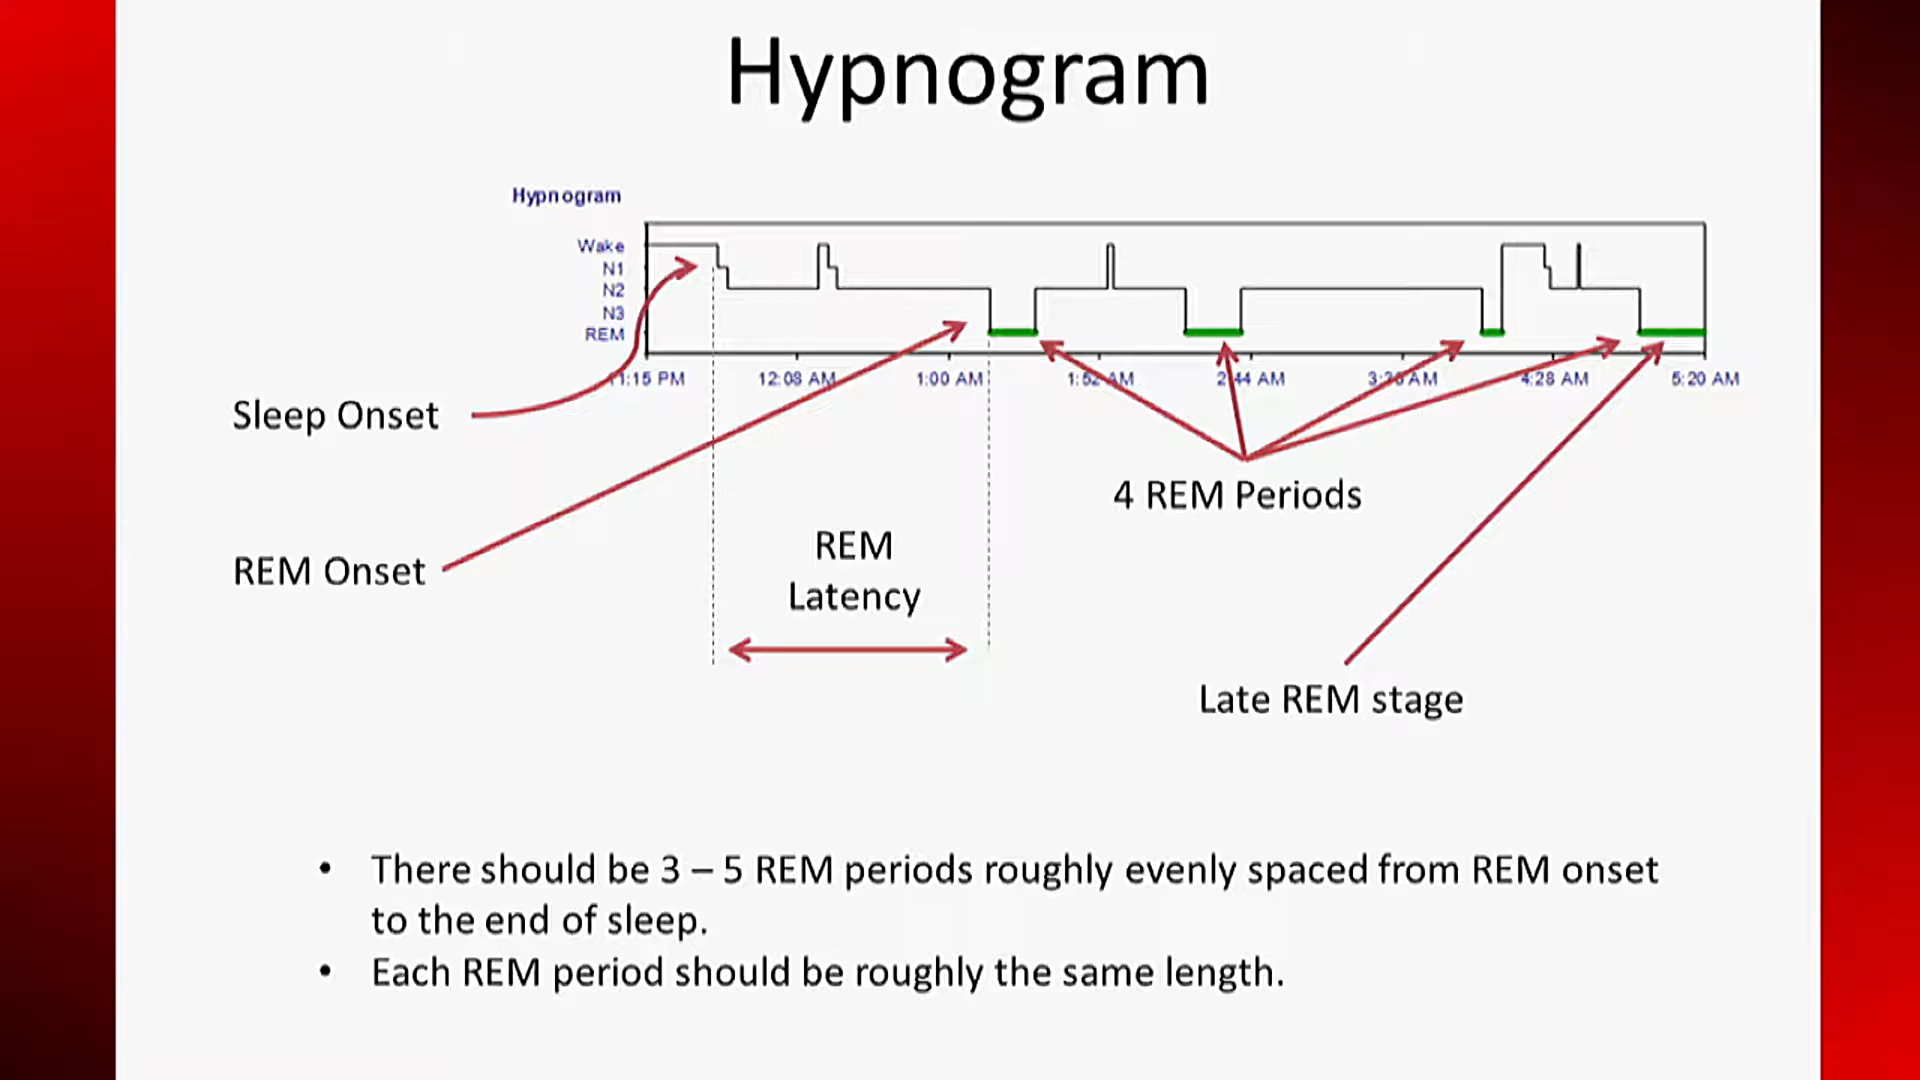 Hypnogram
Hypnogram
Wake
N1
N2
N3
REM
11:15 PM 12:08 AM 1:00 AM 1:52 AM 2:44 AM 3:36 AM 4:28 AM 5:20 AM
Sleep Onset
4 REM Periods
REM
Latency
REM Onset
Late REM stage
• There should be 3 – 5 REM periods roughly evenly spaced from REM onset
to the end of sleep.
• Each REM period should be roughly the same length.